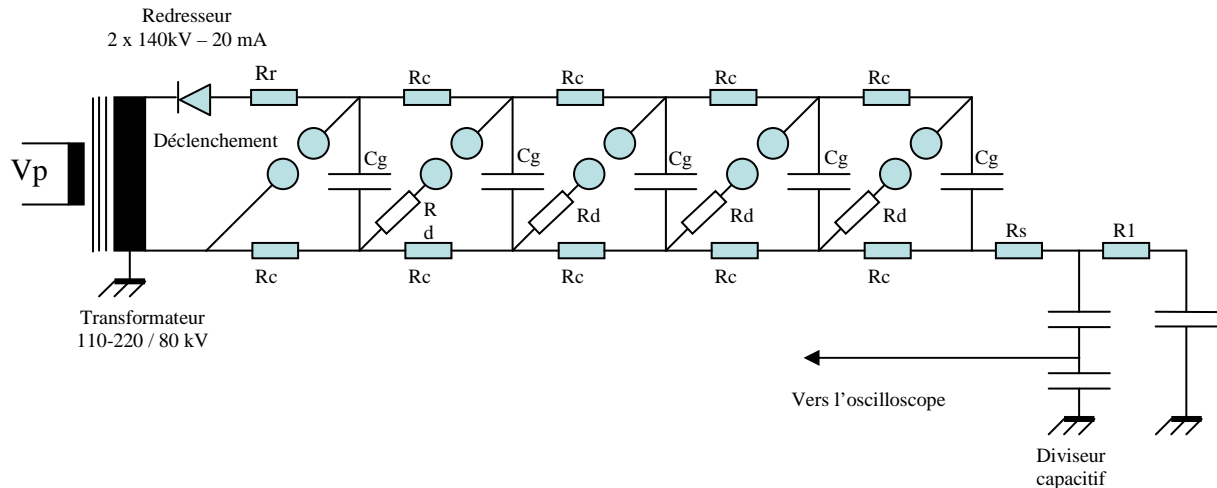 Redresseur
2 x 140kV – 20 mA
Rr
Rc
Rc
Rc
Rc
Déclenchement
Vp
Cg
Cg
Cg
Cg
Cg
R
d
Rd
Rd
Rd
Rc
Rc
Rc
Rc
Rc
Rs
R1
Transformateur
110-220 / 80 kV
Vers l’oscilloscope
Diviseur
capacitif